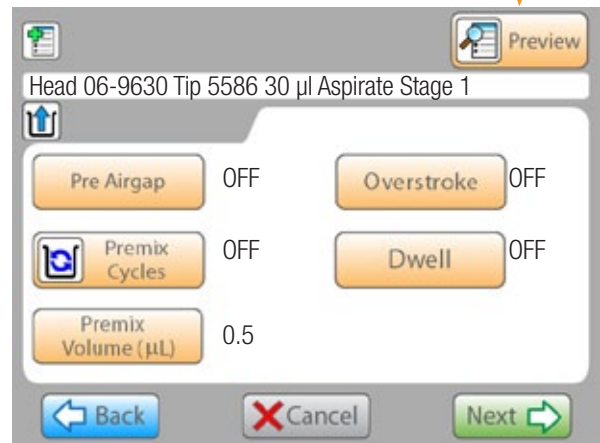 Preview
Head 06-9630 Tip 5586 30 µl Aspirate Stage 1
Pre Airgap OFF Overstroke OFF
Premix Cycles OFF Dwell OFF
Premix Volume (µL) 0.5
Back Cancel Next